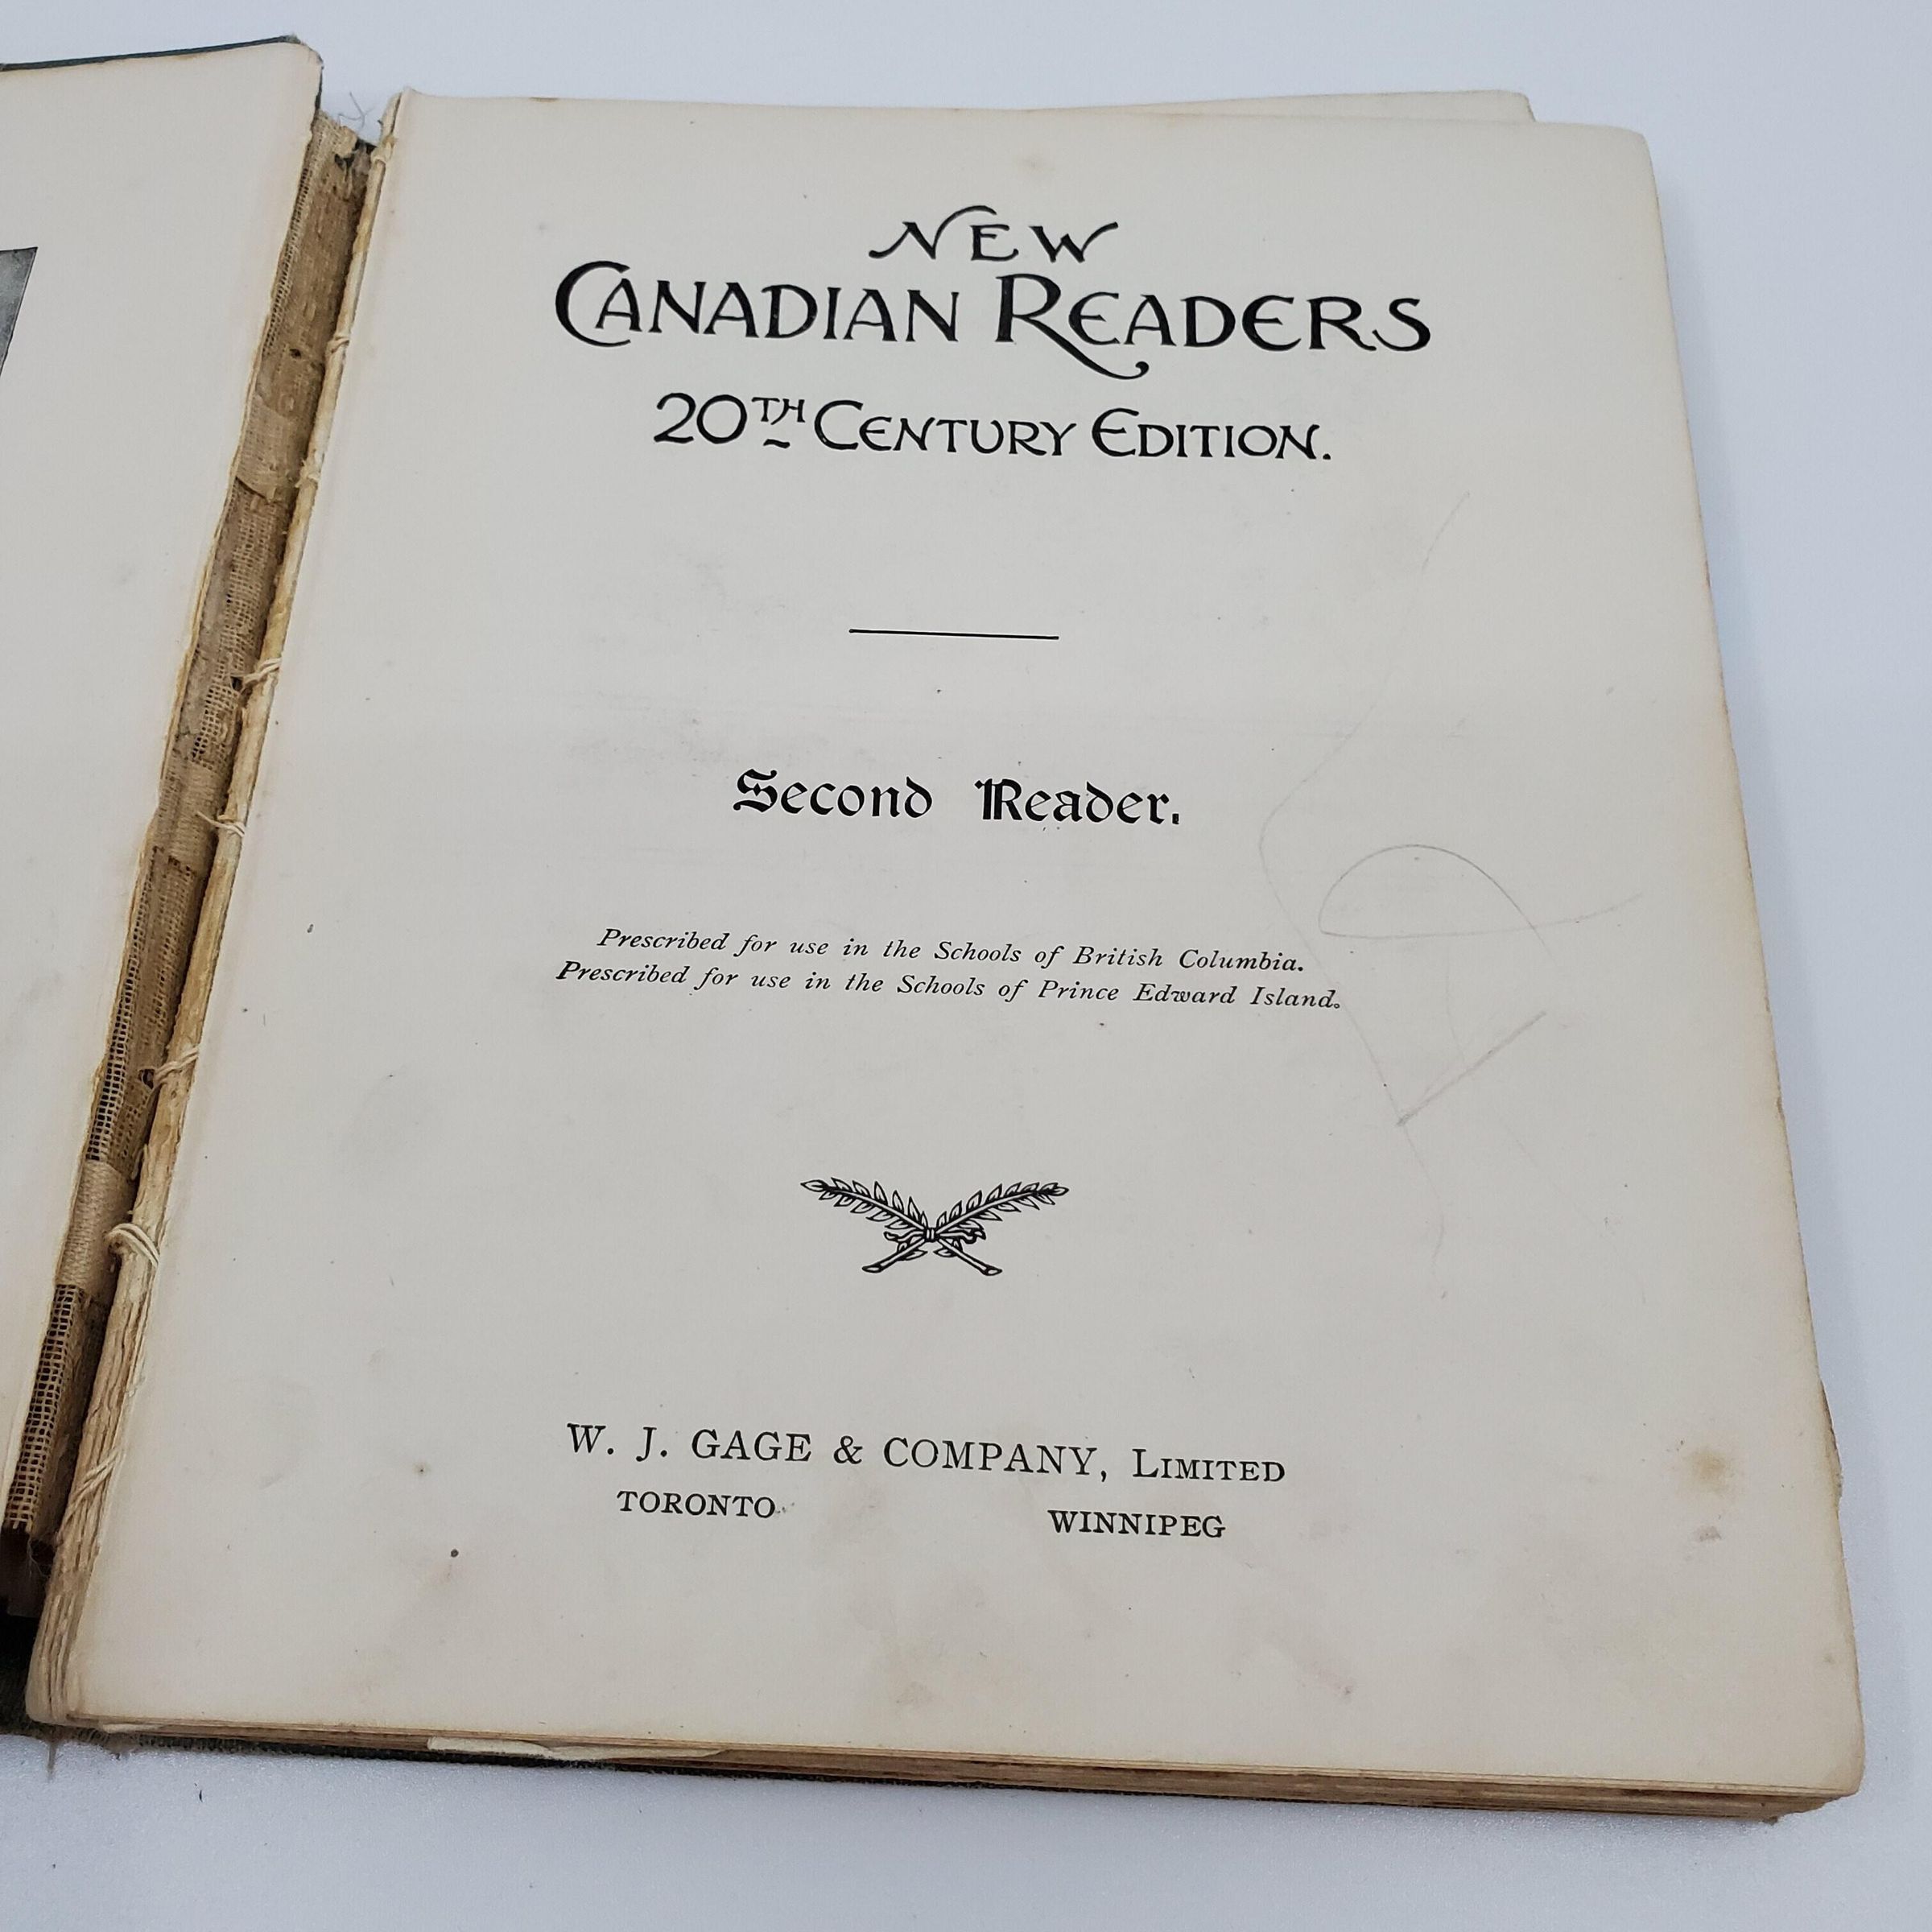 NEW
CANADIAN READERS
20TH CENTURY EDITION.
Second Reader.
Prescribed for use in the Schools of British Columbia.
Prescribed for use in the Schools of Prince Edward Island.
W. J. GAGE & COMPANY, LIMITED
TORONTO WINNIPEG